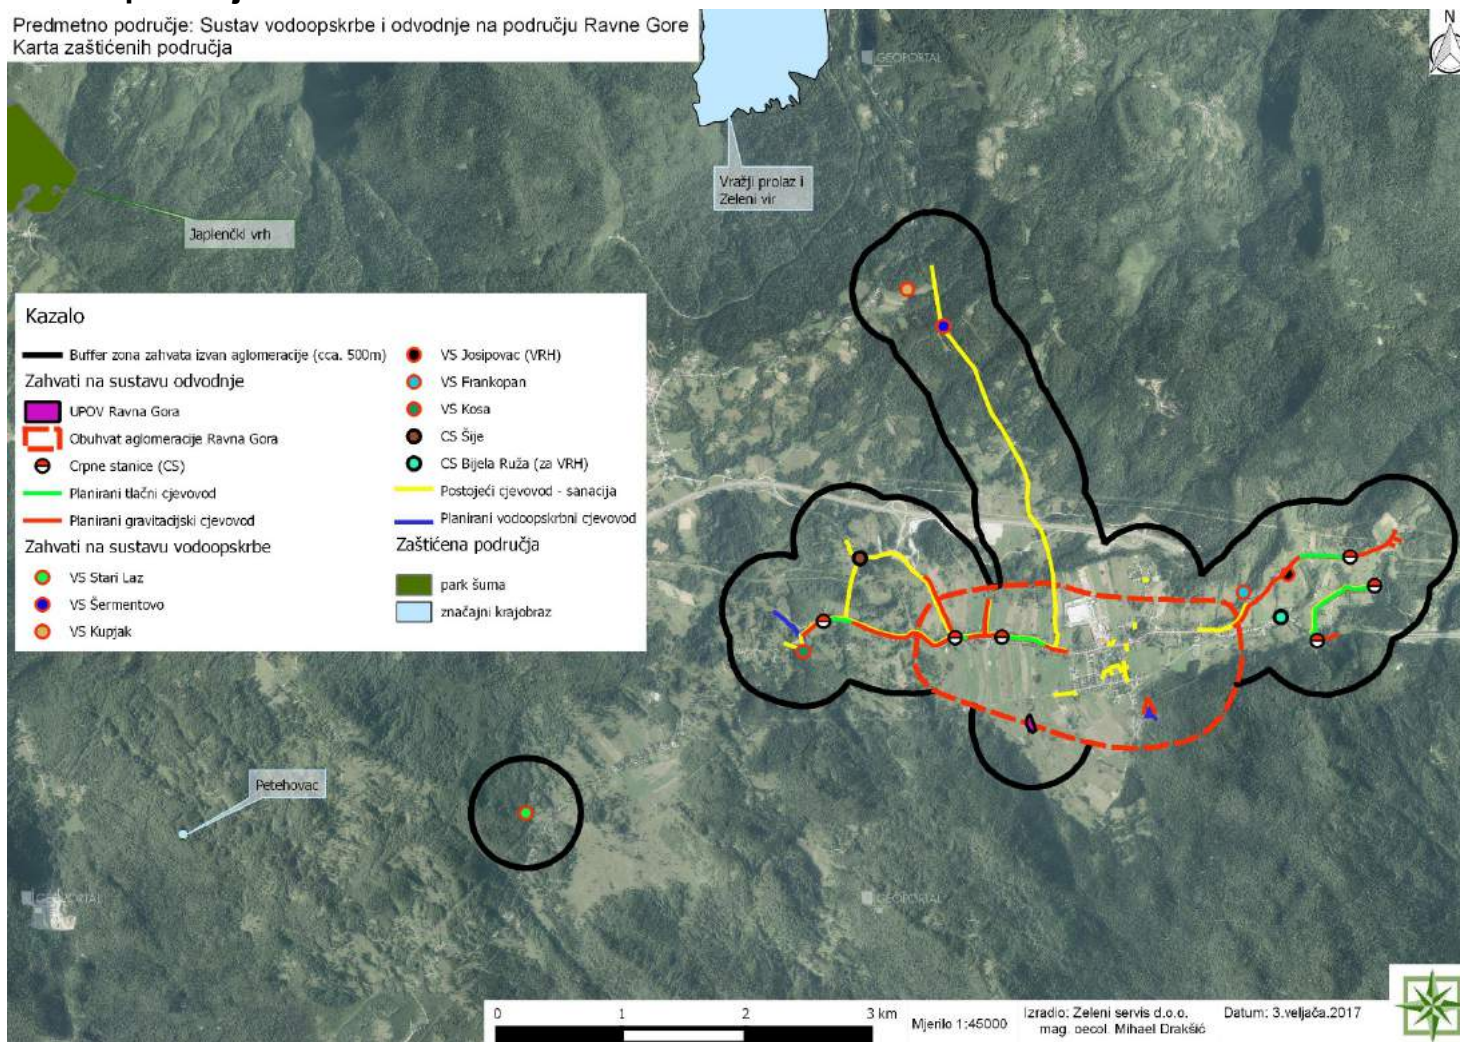 Predmetno područje: Sustav vodoopskrbe i odvodnje na području Ravne Gore
Karta zaštićenih područja
N
GEOPORTAL
Vražji prolaz i
Zeleni vir
Japlenčki vrh
Kazalo
Buffer zona zahvata izvan aglomeracije (cca. 500m)
Zahvati na sustavu odvodnje
UPOV Ravna Gora
Obuhvat aglomeracije Ravna Gora
Crpne stanice (CS)
Planirani tlačni cjevovod
Planirani gravitacijski cjevovod
Zahvati na sustavu vodoopskrbe
VS Stari Laz
VS Šermentovo
VS Kupjak
VS Josipovac (VRH)
VS Frankopan
VS Kosa
CS Šije
CS Bijela Ruža (za VRH)
Postojeći cjevovod - sanacija
Planirani vodoopskrbni cjevovod
Zaštićena područja
park šuma
značajni krajobraz
Petehovac
GEOPORTAL
GEOPORTAL
0 1 2 3 km
Mjerilo 1:45000
Izradio: Zeleni servis d.o.o.
mag. oecol. Mihael Drakšić
Datum: 3.veljača.2017